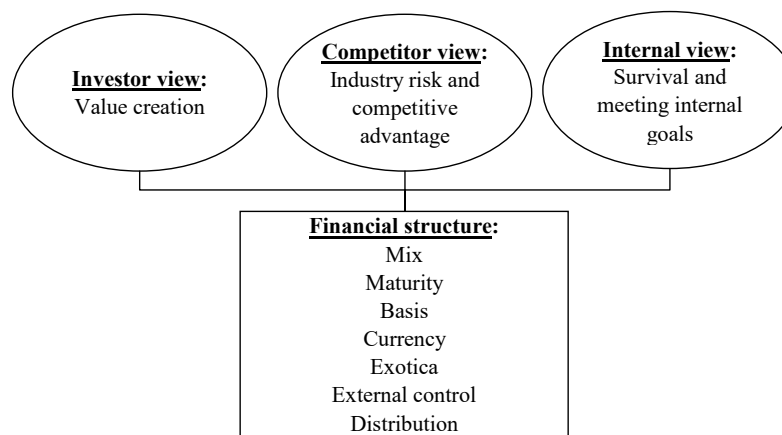 Investor view:
Value creation
Competitor view:
Industry risk and
competitive
advantage
Internal view:
Survival and
meeting internal
goals
Financial structure:
Mix
Maturity
Basis
Currency
Exotica
External control
Distribution